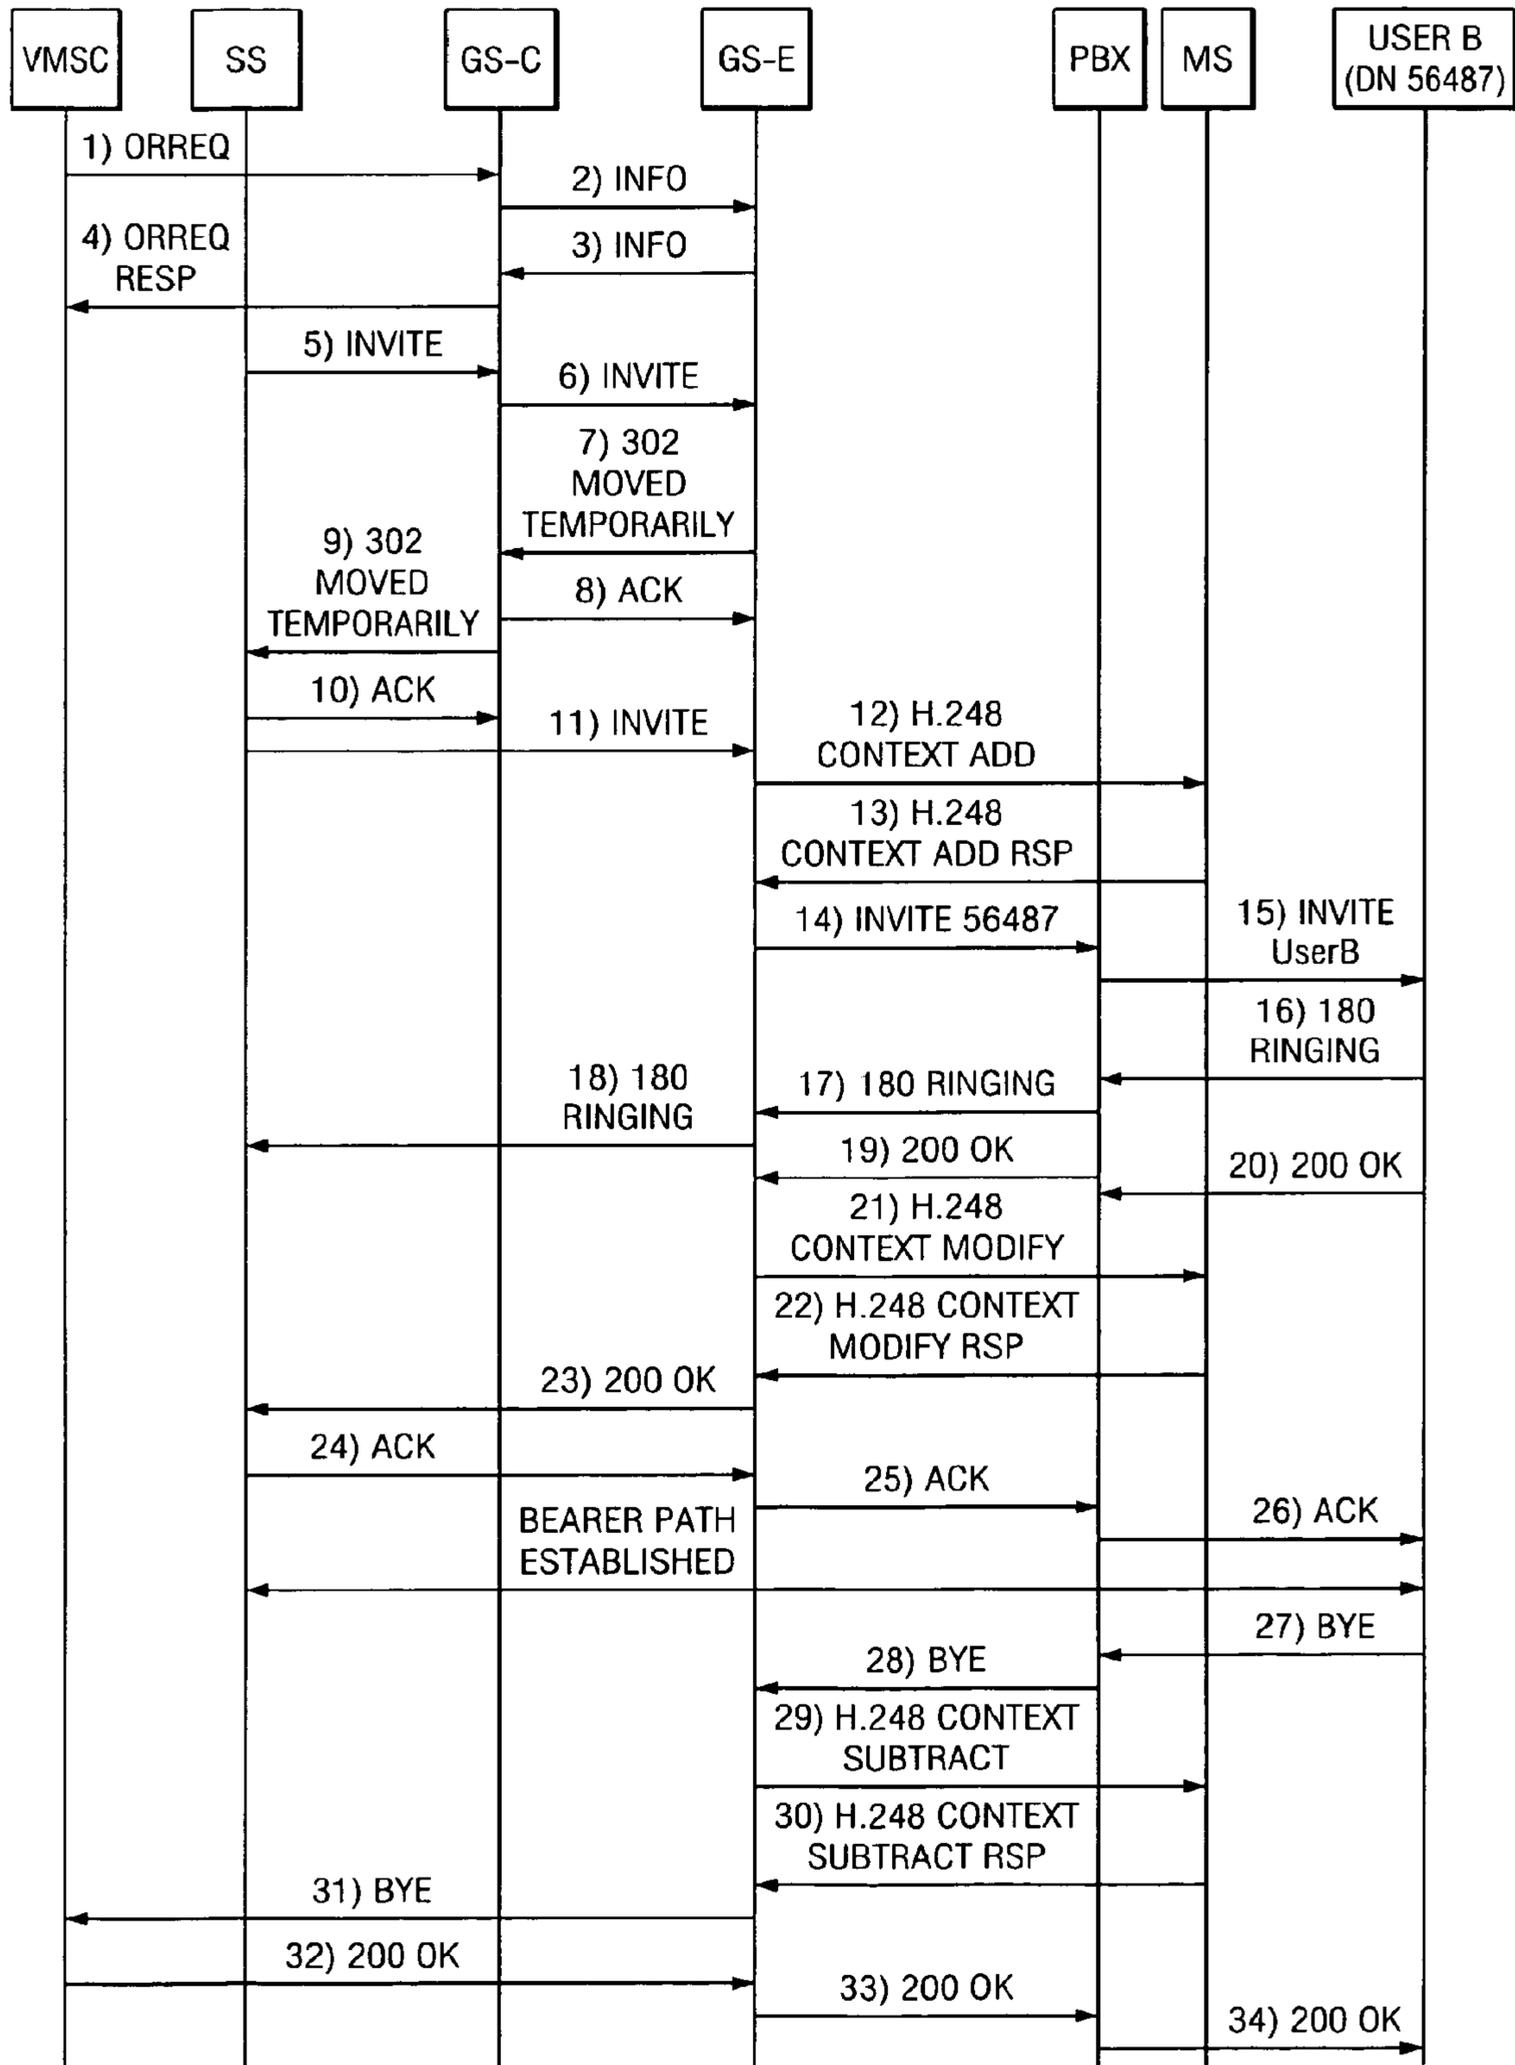 VMSC
SS
GS-C
GS-E
PBX
MS
USER B
(DN 56487)
1) ORREQ
2) INFO
4) ORREQ
RESP
3) INFO
5) INVITE
6) INVITE
7) 302
MOVED
TEMPORARILY
9) 302
MOVED
TEMPORARILY
8) ACK
10) ACK
11) INVITE
12) H.248
CONTEXT ADD
13) H.248
CONTEXT ADD RSP
14) INVITE 56487
15) INVITE
UserB
16) 180
RINGING
17) 180 RINGING
18) 180
RINGING
19) 200 OK
20) 200 OK
21) H.248
CONTEXT MODIFY
22) H.248 CONTEXT
MODIFY RSP
23) 200 OK
24) ACK
25) ACK
26) ACK
BEARER PATH
ESTABLISHED
27) BYE
28) BYE
29) H.248 CONTEXT
SUBTRACT
30) H.248 CONTEXT
SUBTRACT RSP
31) BYE
32) 200 OK
33) 200 OK
34) 200 OK